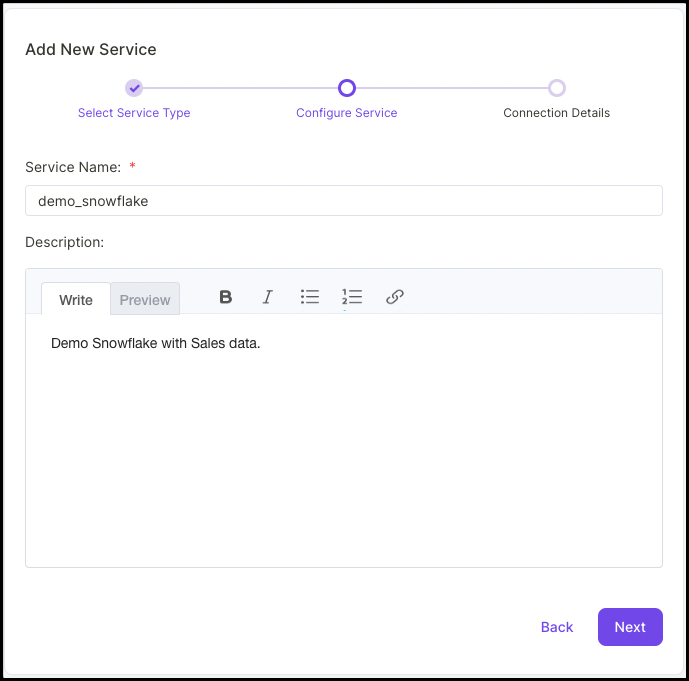 Add New Service
Select Service Type
Configure Service
Connection Details
Service Name: *
demo_snowflake
Description:
Write
Preview
B
I
Demo Snowflake with Sales data.
Back
Next